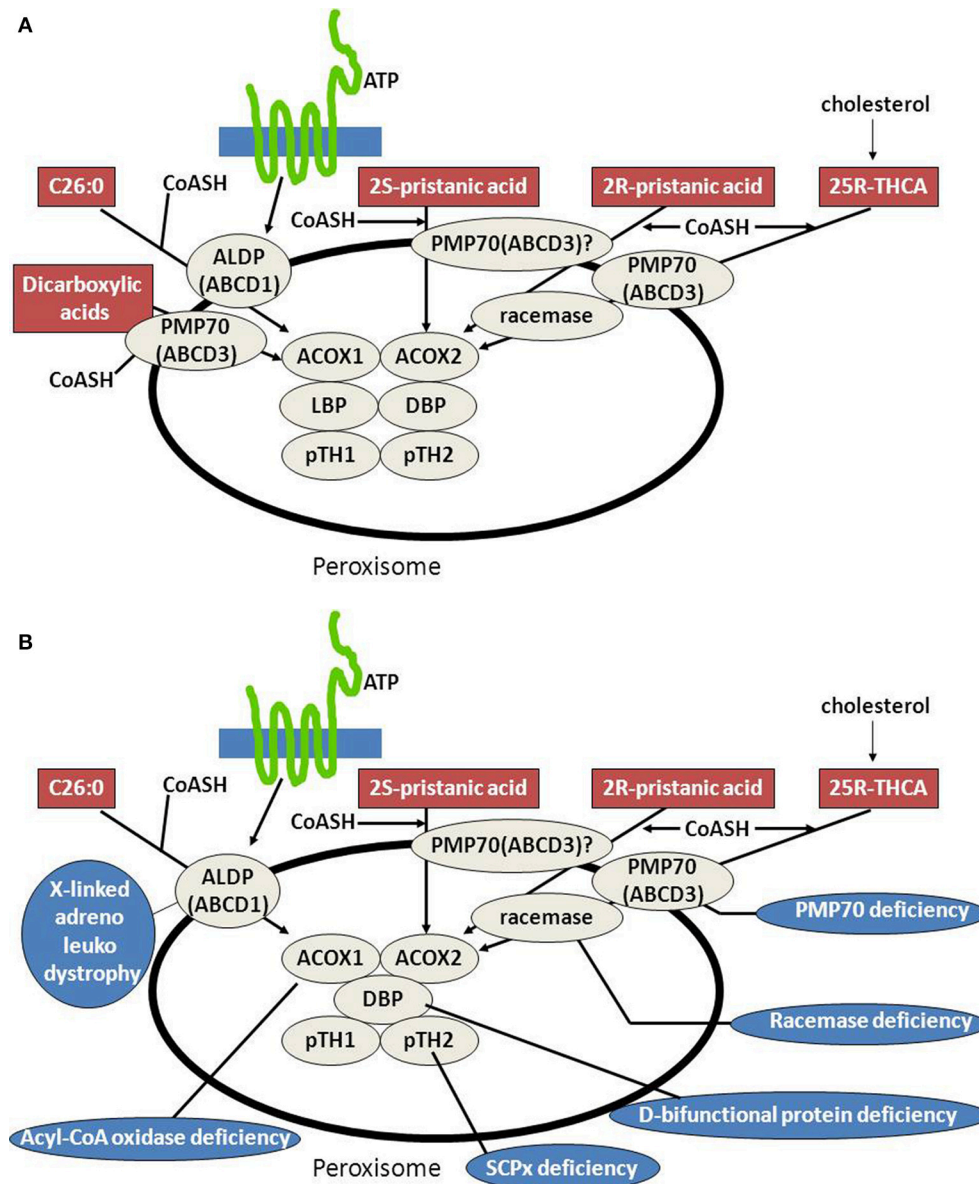 A
ATP
cholesterol
C26:0
CoASH
2S-pristanic acid
2R-pristanic acid
25R-THCA
CoASH
CoASH
PMP70(ABCD3)?
ALDP
(ABCD1)
PMP70
(ABCD3)
Dicarboxylic
acids
racemase
PMP70
(ABCD3)
ACOX1
ACOX2
CoASH
LBP
DBP
pTH1
pTH2
Peroxisome
B
ATP
cholesterol
C26:0
CoASH
2S-pristanic acid
2R-pristanic acid
25R-THCA
CoASH
CoASH
PMP70(ABCD3)?
ALDP
(ABCD1)
PMP70
(ABCD3)
X-linked
adreno
leuko
dystrophy
racemase
PMP70 deficiency
ACOX1
ACOX2
DBP
Racemase deficiency
pTH1
pTH2
D-bifunctional protein deficiency
Acyl-CoA oxidase deficiency
Peroxisome
SCPx deficiency